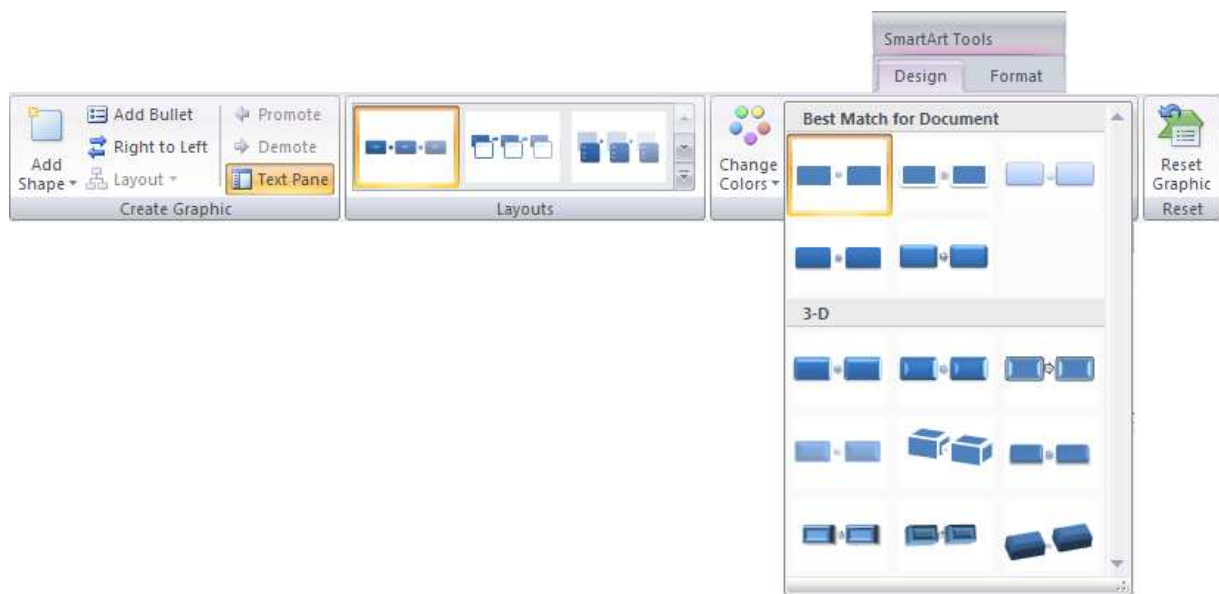 SmartArt Tools
Design Format
Add Shape
Add Bullet
Right to Left
Layout
Promote
Demote
Text Pane
Create Graphic
Layouts
Change Colors
Best Match for Document
3-D
Reset Graphic
Reset